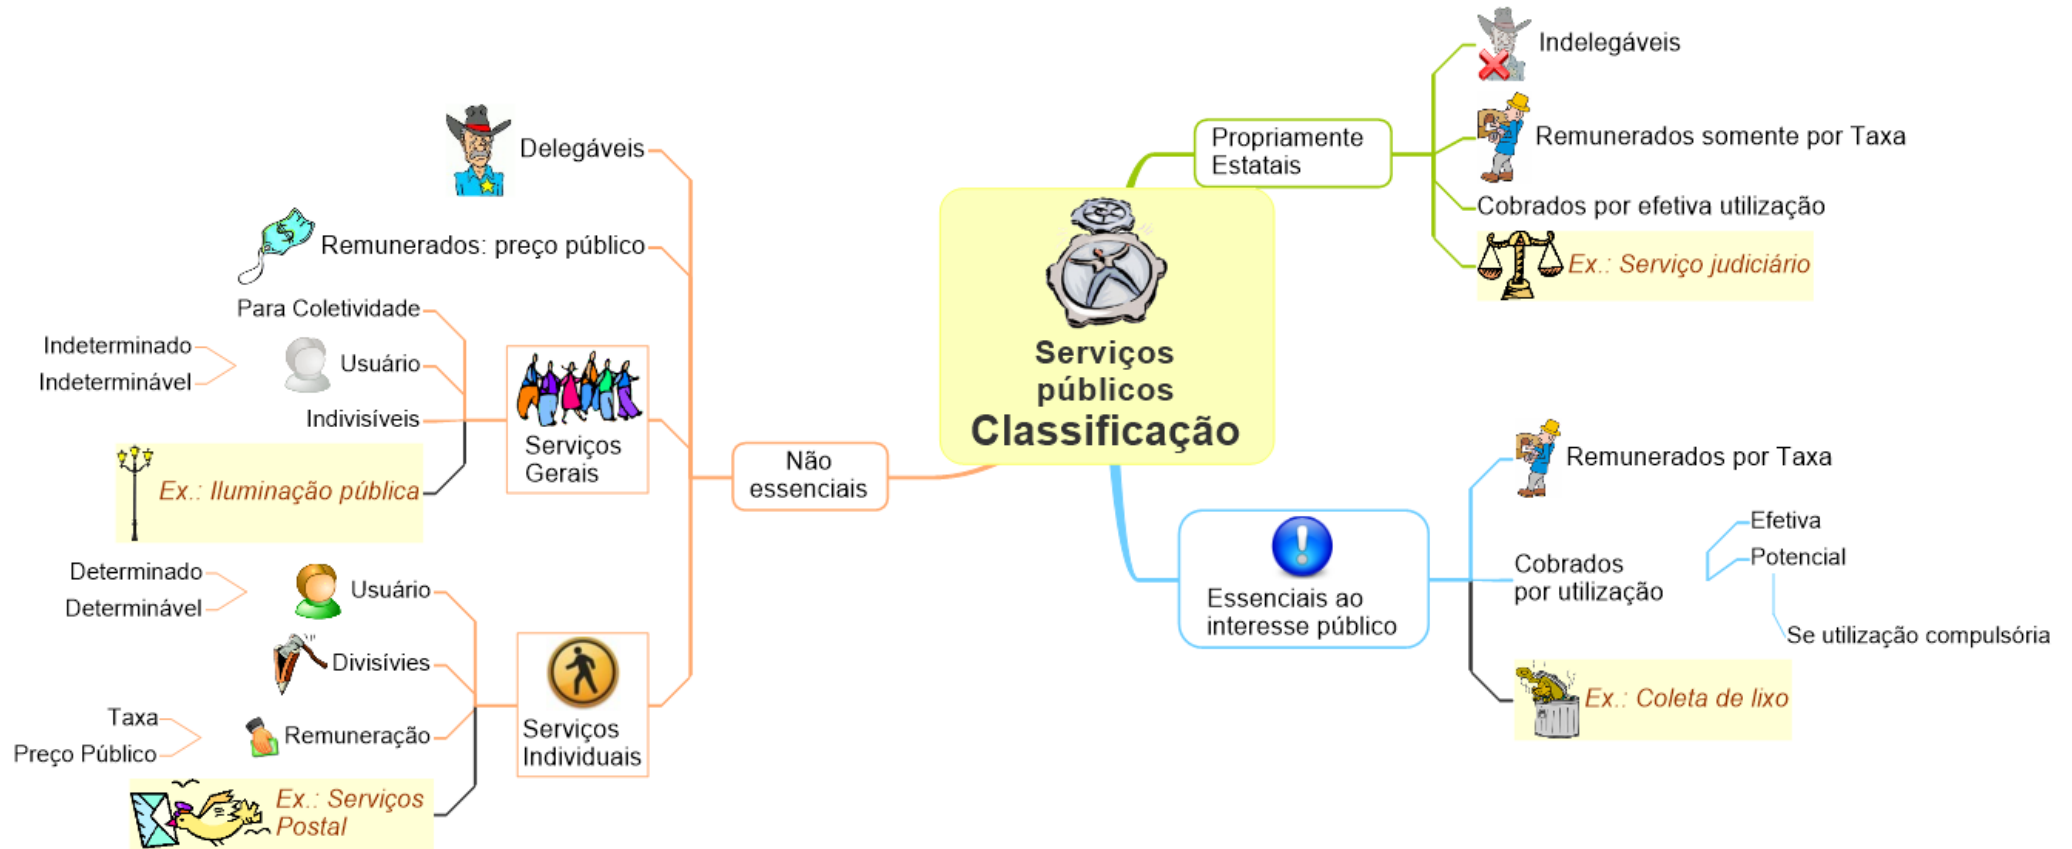 Serviços
públicos
Classificação
Propriamente
Estatais
Indelegáveis
Remunerados somente por Taxa
Cobrados por efetiva utilização
Ex.: Serviço judiciário
Essenciais ao
interesse público
Remunerados por Taxa
Cobrados
por utilização
Efetiva
Potencial
Se utilização compulsória
Ex.: Coleta de lixo
Não
essenciais
Delegáveis
Remunerados: preço público
Serviços
Gerais
Para Coletividade
Usuário
Indeterminado
Indeterminável
Indivisíveis
Ex.: Iluminação pública
Serviços
Individuais
Usuário
Determinado
Determinável
Divisívies
Remuneração
Taxa
Preço Público
Ex.: Serviços
Postal